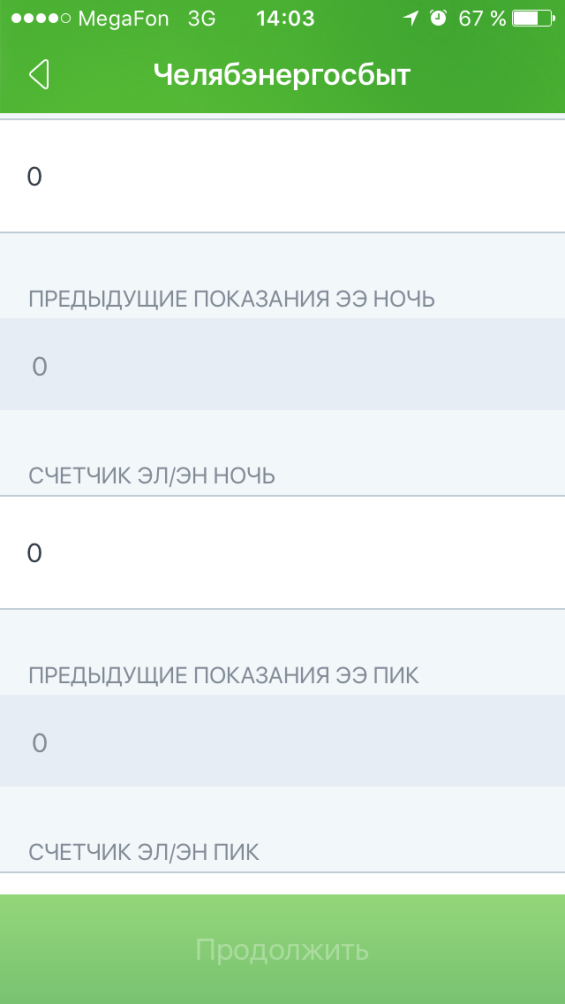 MegaFon 3G 14:03 67 %
Челябэнергосбыт
0
ПРЕДЫДУЩИЕ ПОКАЗАНИЯ ЭЭ НОЧЬ
0
СЧЕТЧИК ЭЛ/ЭН НОЧЬ
0
ПРЕДЫДУЩИЕ ПОКАЗАНИЯ ЭЭ ПИК
0
СЧЕТЧИК ЭЛ/ЭН ПИК
Продолжить